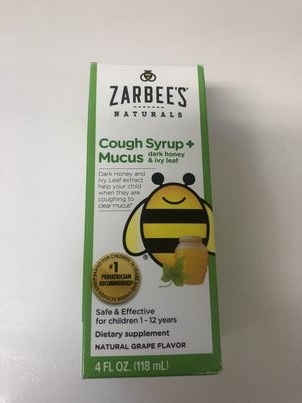 ZARBEE'S®
NATURALS
Cough Syrup +
Mucus dark honey
& ivy leaf
Dark Honey and
Ivy Leaf extract
help your child
when they are
coughing to
clear mucus*
#1
PEDIATRICIAN
RECOMMENDED
Safe & Effective
for children 1 - 12 years
Dietary supplement
NATURAL GRAPE FLAVOR
4 FL OZ. (118 mL)